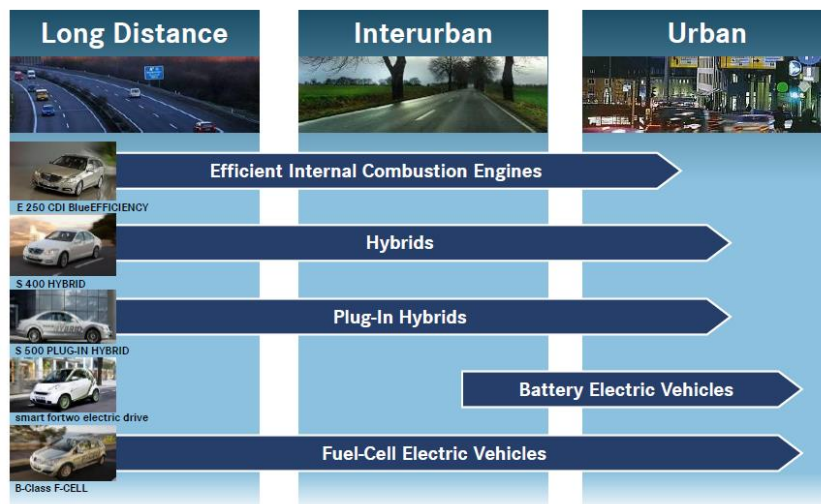 Long Distance
Interurban
Urban
Efficient Internal Combustion Engines
E 250 CDI BlueEFFICIENCY
Hybrids
S 400 HYBRID
Plug-In Hybrids
S 500 PLUG-IN HYBRID
Battery Electric Vehicles
smart fortwo electric drive
Fuel-Cell Electric Vehicles
B-Class F-CELL